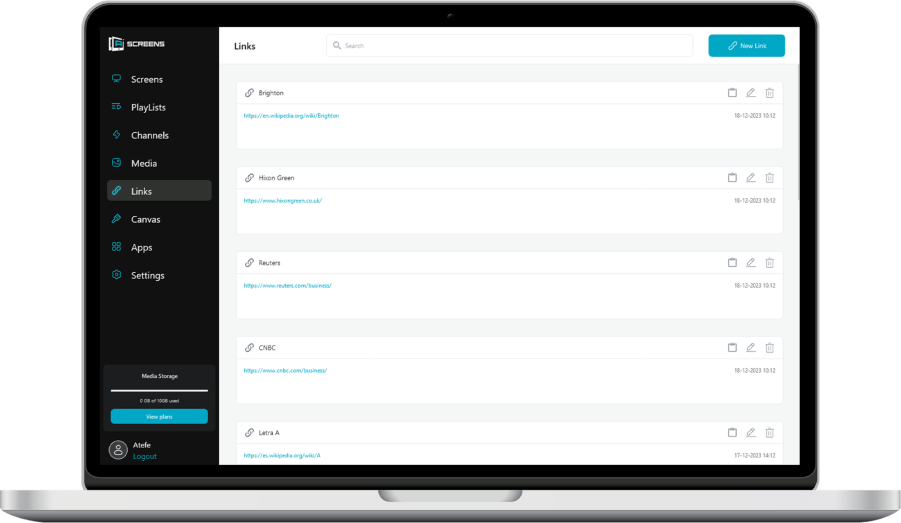 SCREENS
Screens
PlayLists
Channels
Media
Links
Canvas
Apps
Settings
Media Storage
0 GB of 10GB used
View plans
Atefe
Logout
Links
Search
New Link
Brighton
https://en.wikipedia.org/wiki/Brighton
18-12-2023 10:12
Hixon Green
https://www.hixongreen.co.uk/
18-12-2023 10:12
Reuters
https://www.reuters.com/business/
18-12-2023 10:12
CNBC
https://www.cnbc.com/business/
18-12-2023 10:12
Letra A
https://es.wikipedia.org/wiki/A
17-12-2023 14:12